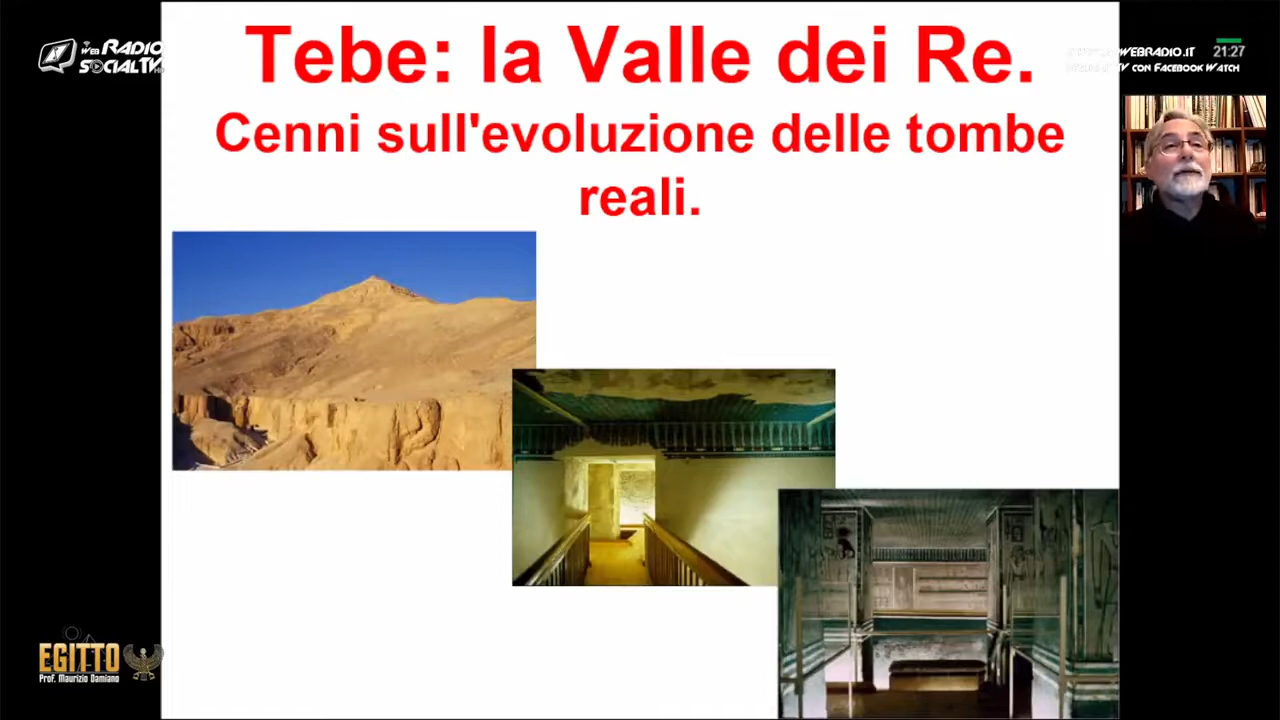 WEB RADIO
SOCIALTV
Tebe: la Valle dei Re.
WEBRADIO.IT
21:27
TV CON FACEBOOK WATCH
Cenni sull'evoluzione delle tombe
reali.
EGITTO
Prof. Maurizio Damiano